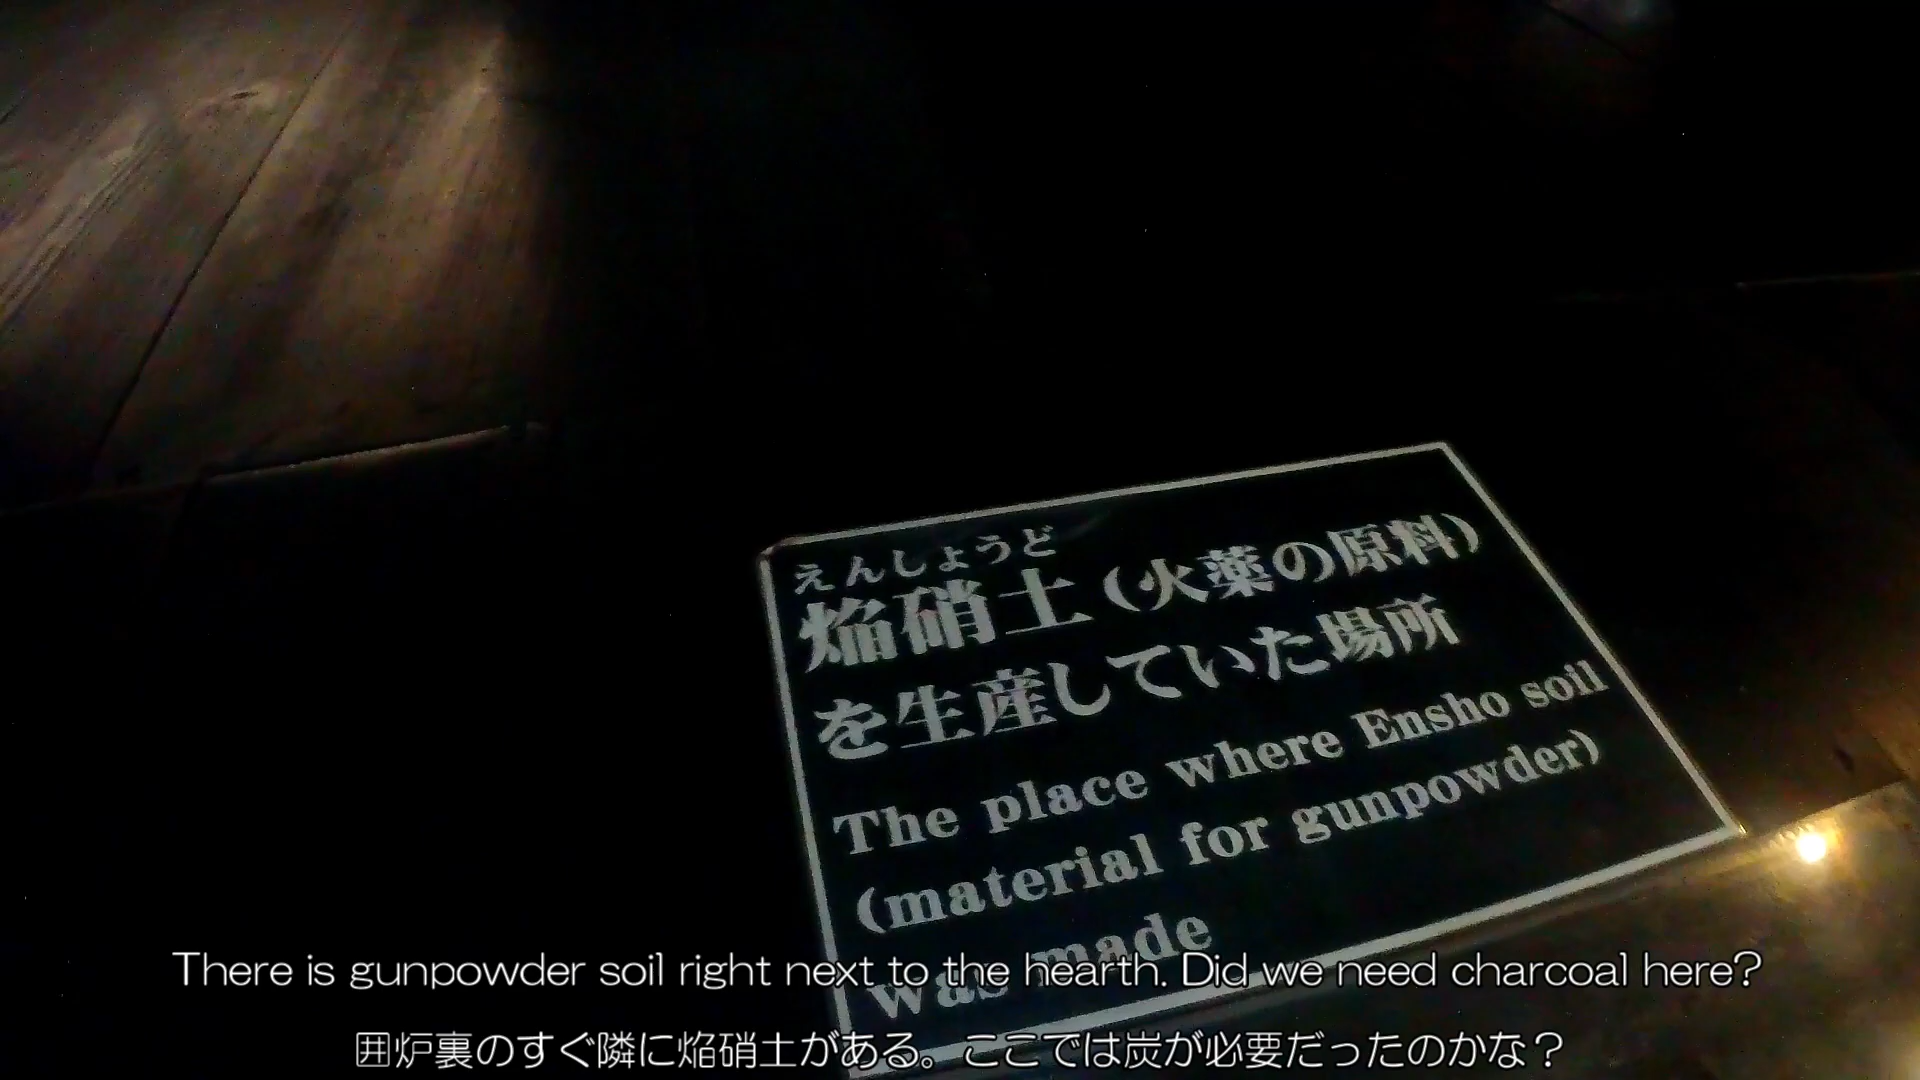 えんしょうど
焔硝土（火薬の原料）
を生産していた場所
The place where Ensho soil
(material for gunpowder)
was made
There is gunpowder soil right next to the hearth. Did we need charcoal here?
囲炉裏のすぐ隣に焔硝土がある。ここでは炭が必要だったのかな？